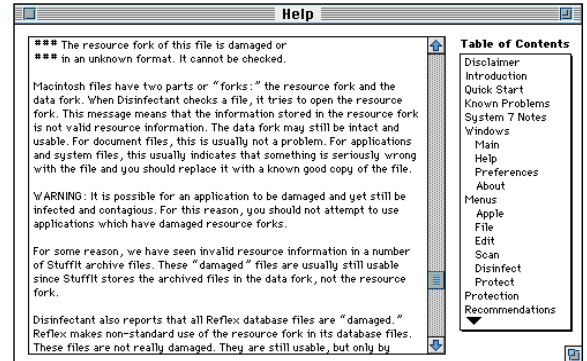 Help
### The resource fork of this file is damaged or
### in an unknown format. It cannot be checked.
Macintosh files have two parts or “forks:” the resource fork and the
data fork. When Disinfectant checks a file, it tries to open the resource
fork. This message means that the information stored in the resource fork
is not valid resource information. The data fork may still be intact and
usable. For document files, this is usually not a problem. For applications
and system files, this usually indicates that something is seriously wrong
with the file and you should replace it with a known good copy of the file.
WARNING: It is possible for an application to be damaged and yet still be
infected and contagious. For this reason, you should not attempt to use
applications which have damaged resource forks.
For some reason, we have seen invalid resource information in a number
of StuffIt archive files. These “damaged” files are usually still usable
since StuffIt stores the archived files in the data fork, not the resource
fork.
Disinfectant also reports that all Reflex database files are “damaged.”
Reflex makes non-standard use of the resource fork in its database files.
These files are not really damaged. They are still usable, but only by
Table of Contents
Disclaimer
Introduction
Quick Start
Known Problems
System 7 Notes
Windows
Main
Help
Preferences
About
Menus
Apple
File
Edit
Scan
Disinfect
Protect
Protection
Recommendations